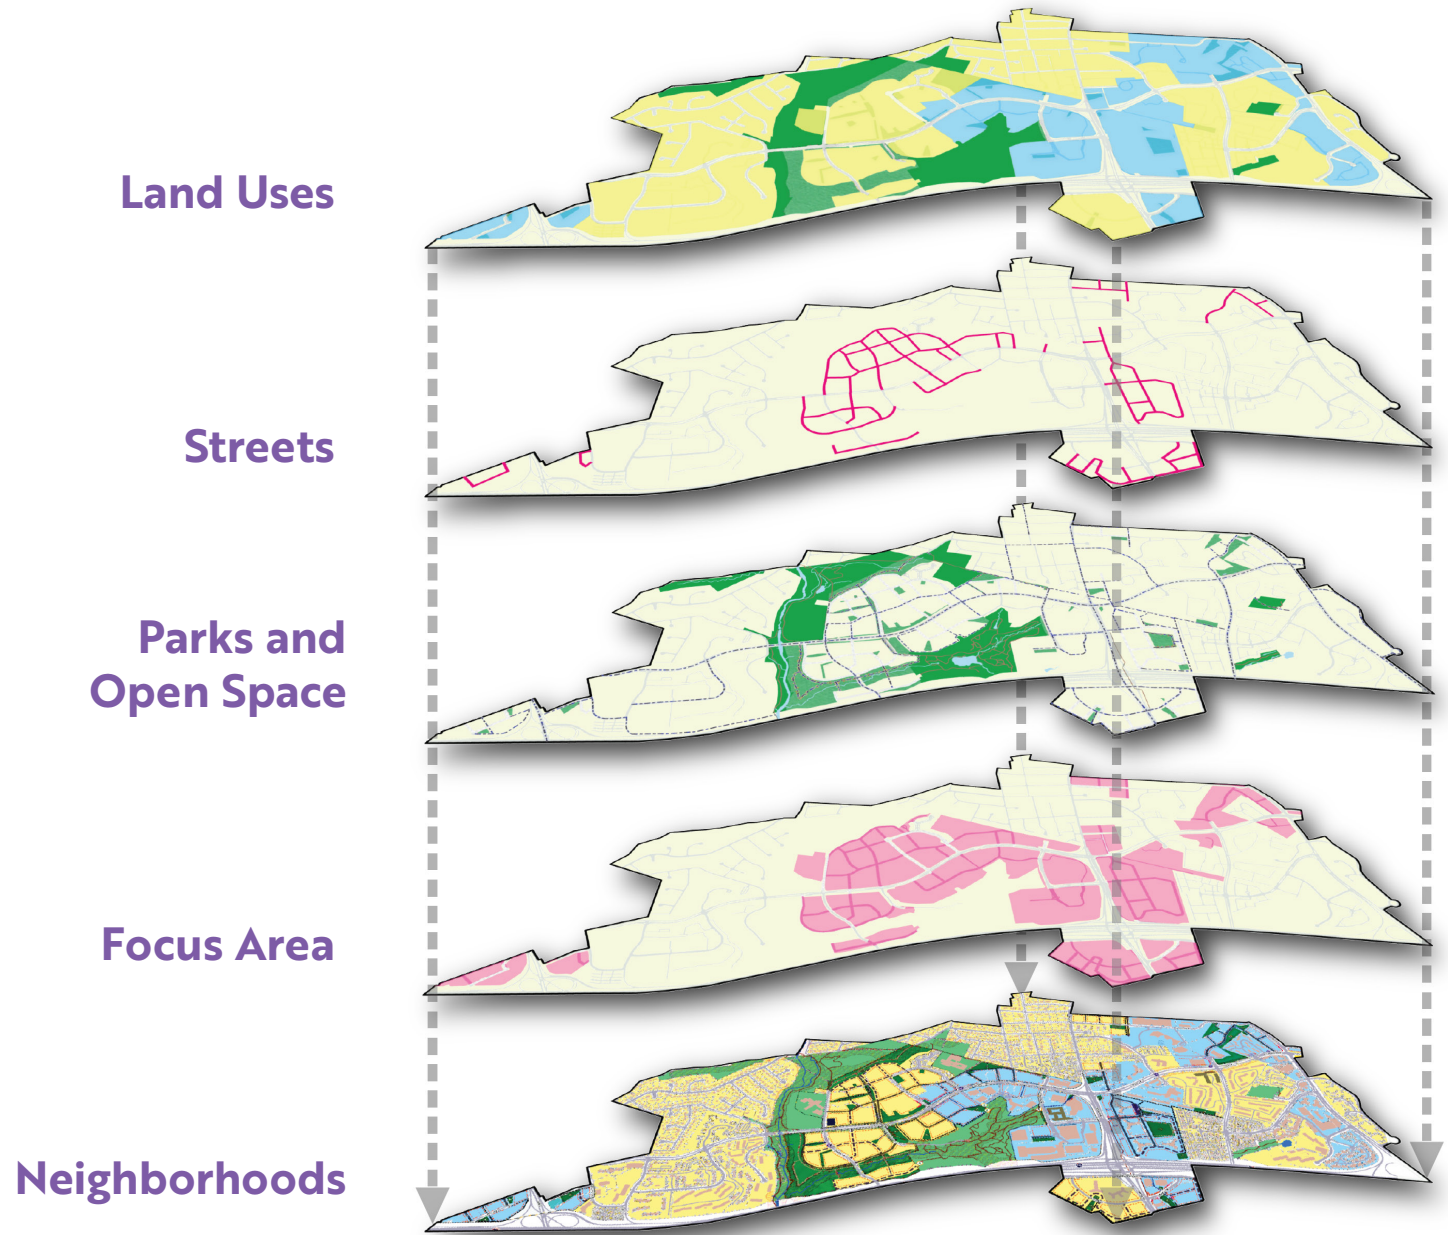 Land Uses
Streets
Parks and
Open Space
Focus Area
Neighborhoods